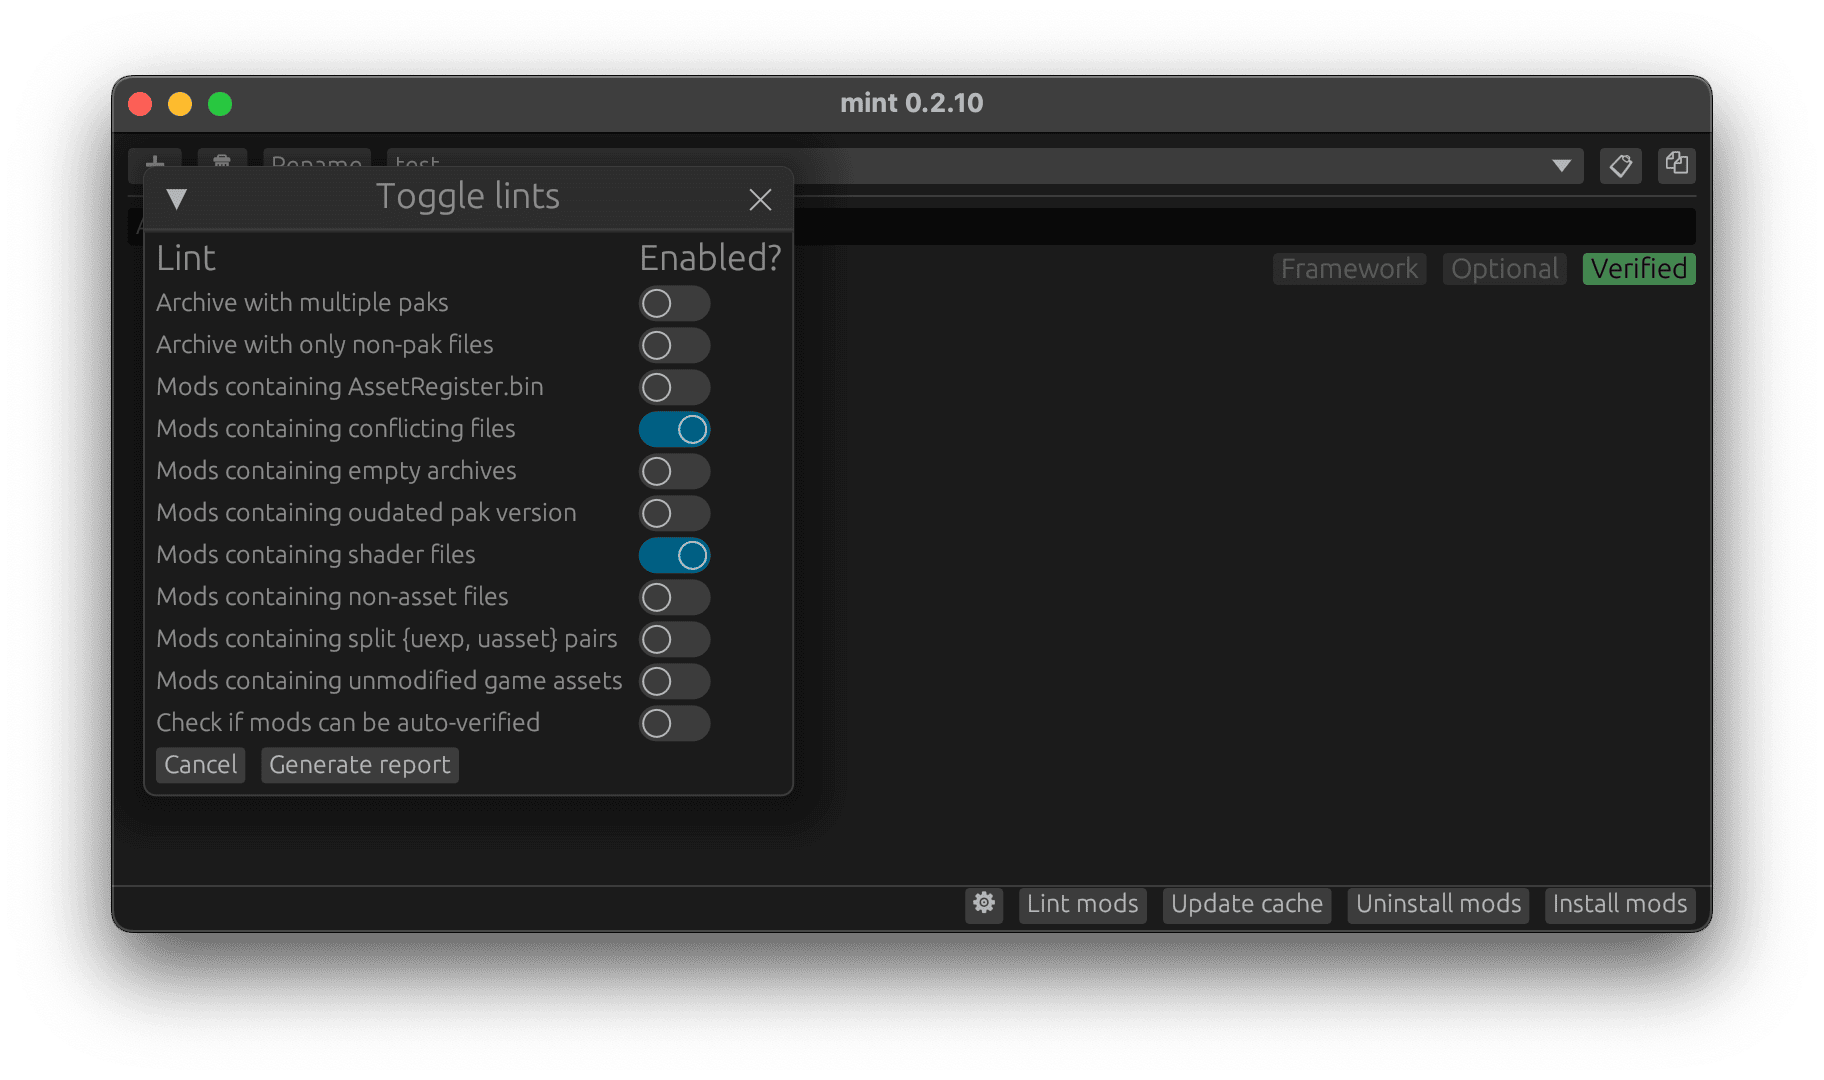 mint 0.2.10
Rename test
Toggle lints
Lint Enabled?
Framework Optional Verified
Archive with multiple paks
Archive with only non-pak files
Mods containing AssetRegister.bin
Mods containing conflicting files
Mods containing empty archives
Mods containing oudated pak version
Mods containing shader files
Mods containing non-asset files
Mods containing split {uexp, uasset} pairs
Mods containing unmodified game assets
Check if mods can be auto-verified
Cancel Generate report
Lint mods Update cache Uninstall mods Install mods